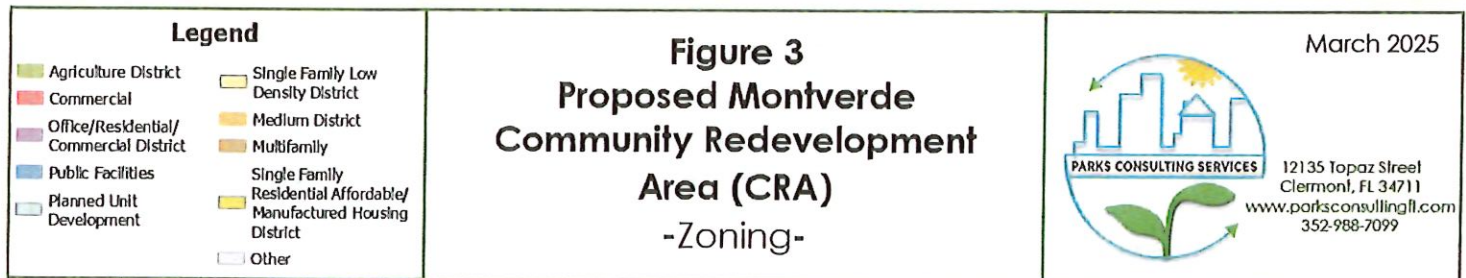 Legend
Agriculture District
Commercial
Office/Residential/
Commercial District
Public Facilities
Planned Unit
Development
Single Family Low
Density District
Medium District
Multifamily
Single Family
Residential Affordable/
Manufactured Housing
District
Other
Figure 3
Proposed Montverde
Community Redevelopment
Area (CRA)
-Zoning-
March 2025
PARKS CONSULTING SERVICES
12135 Topaz Street
Clermont, FL 34711
www.parksconsultingfl.com
352-988-7099